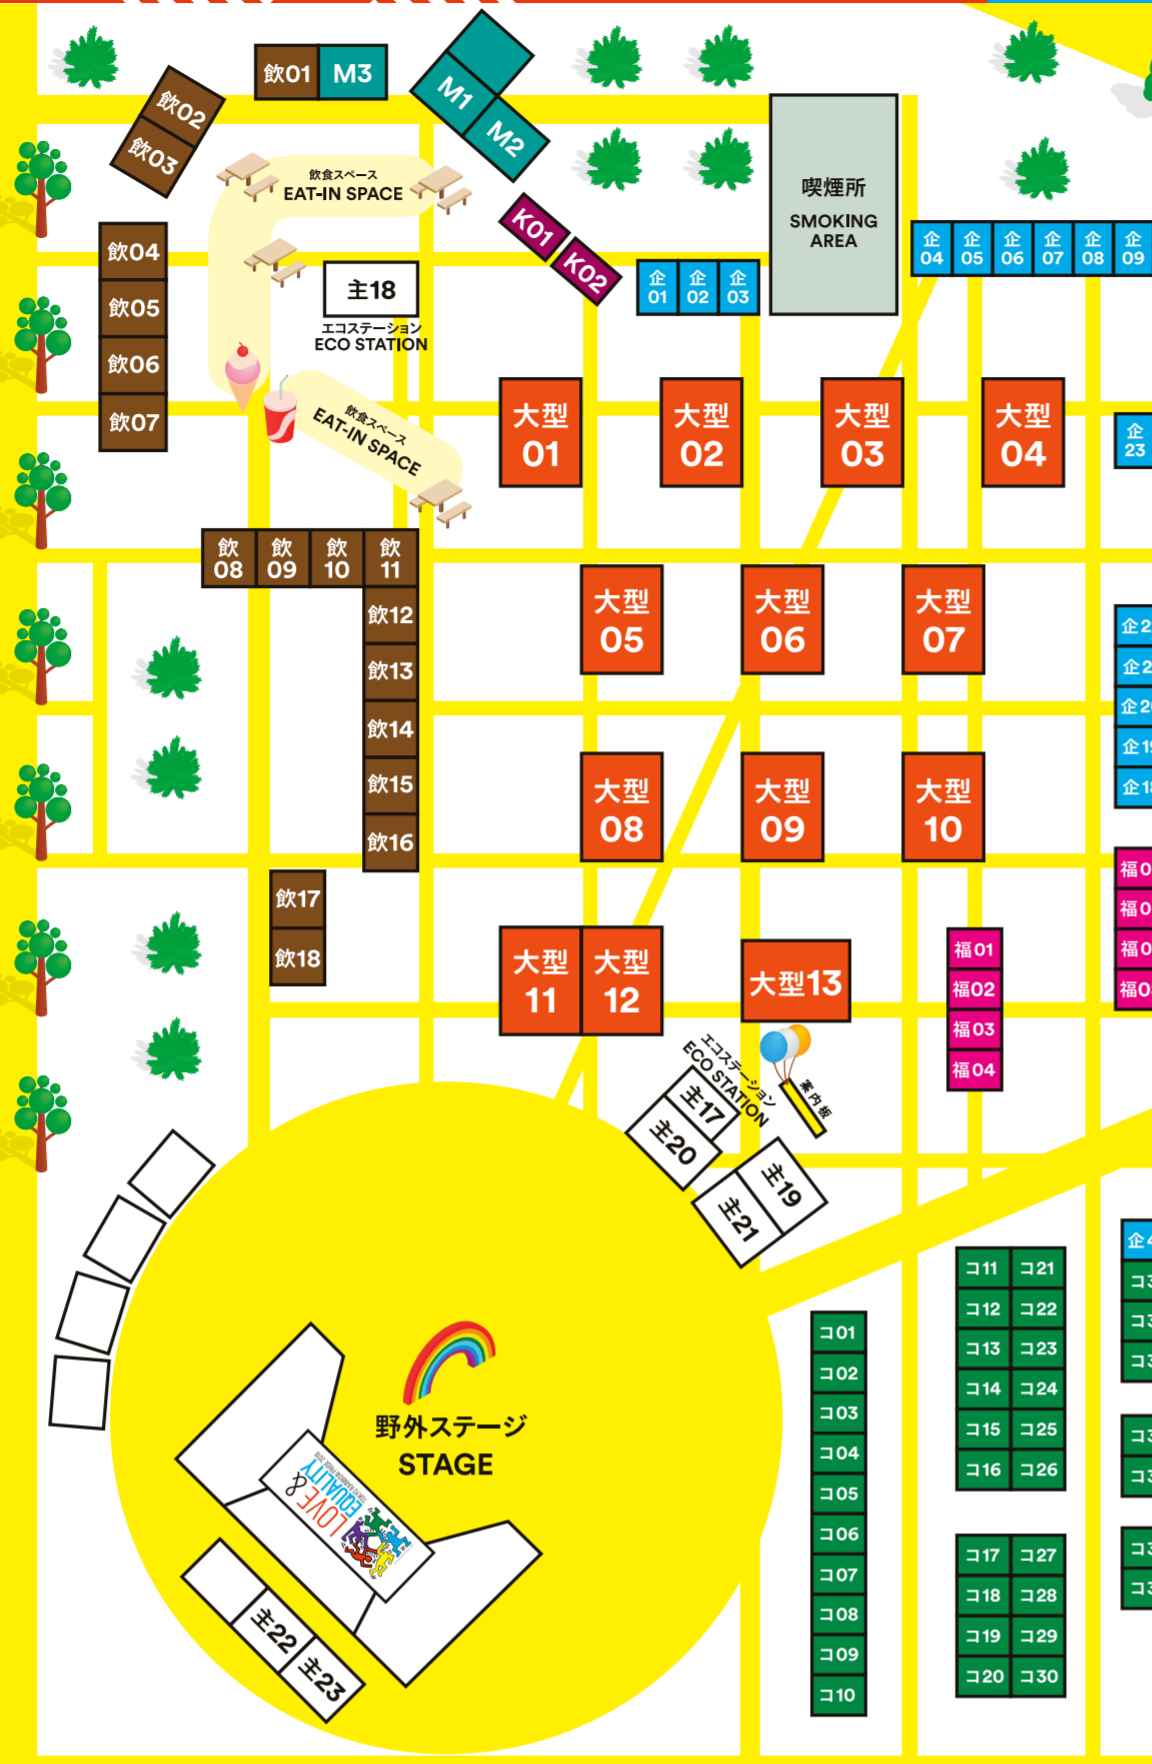 飲01
M3
飲02
飲03
M1
M2
飲食スペース
EAT-IN SPACE
喫煙所
SMOKING
AREA
K01
K02
飲04
飲05
飲06
飲07
主18
エコステーション
ECO STATION
企
01
企
02
企
03
企
04
企
05
企
06
企
07
企
08
企
09
飲食スペース
EAT-IN SPACE
大型
01
大型
02
大型
03
大型
04
企
23
飲
08
飲
09
飲
10
飲
11
飲12
飲13
飲14
飲15
飲16
飲17
飲18
大型
05
大型
06
大型
07
大型
08
大型
09
大型
10
大型
11
大型
12
大型13
福01
福02
福03
福04
エコステーション
ECO STATION
案内板
主17
主20
主19
主21
野外ステージ
STAGE
LOVE &
EQUALITY
主22
主23
コ01
コ02
コ03
コ04
コ05
コ06
コ07
コ08
コ09
コ10
コ11 コ21
コ12 コ22
コ13 コ23
コ14 コ24
コ15 コ25
コ16 コ26
コ17 コ27
コ18 コ28
コ19 コ29
コ20 コ30